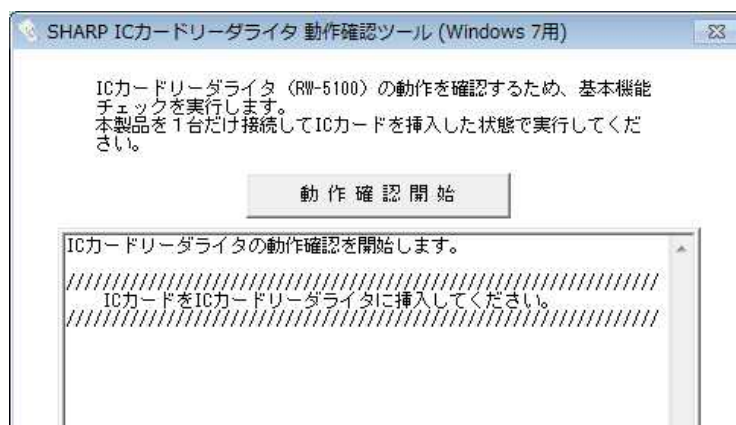 SHARP ICカードリーダライタ 動作確認ツール (Windows 7用)
ICカードリーダライタ（RW-5100）の動作を確認するため、基本機能
チェックを実行します。
本製品を１台だけ接続してICカードを挿入した状態で実行してくだ
さい。
動 作 確 認 開 始
ICカードリーダライタの動作確認を開始します。
/////////////////////////////////////////////////////////////////
ICカードをICカードリーダライタに挿入してください。
/////////////////////////////////////////////////////////////////